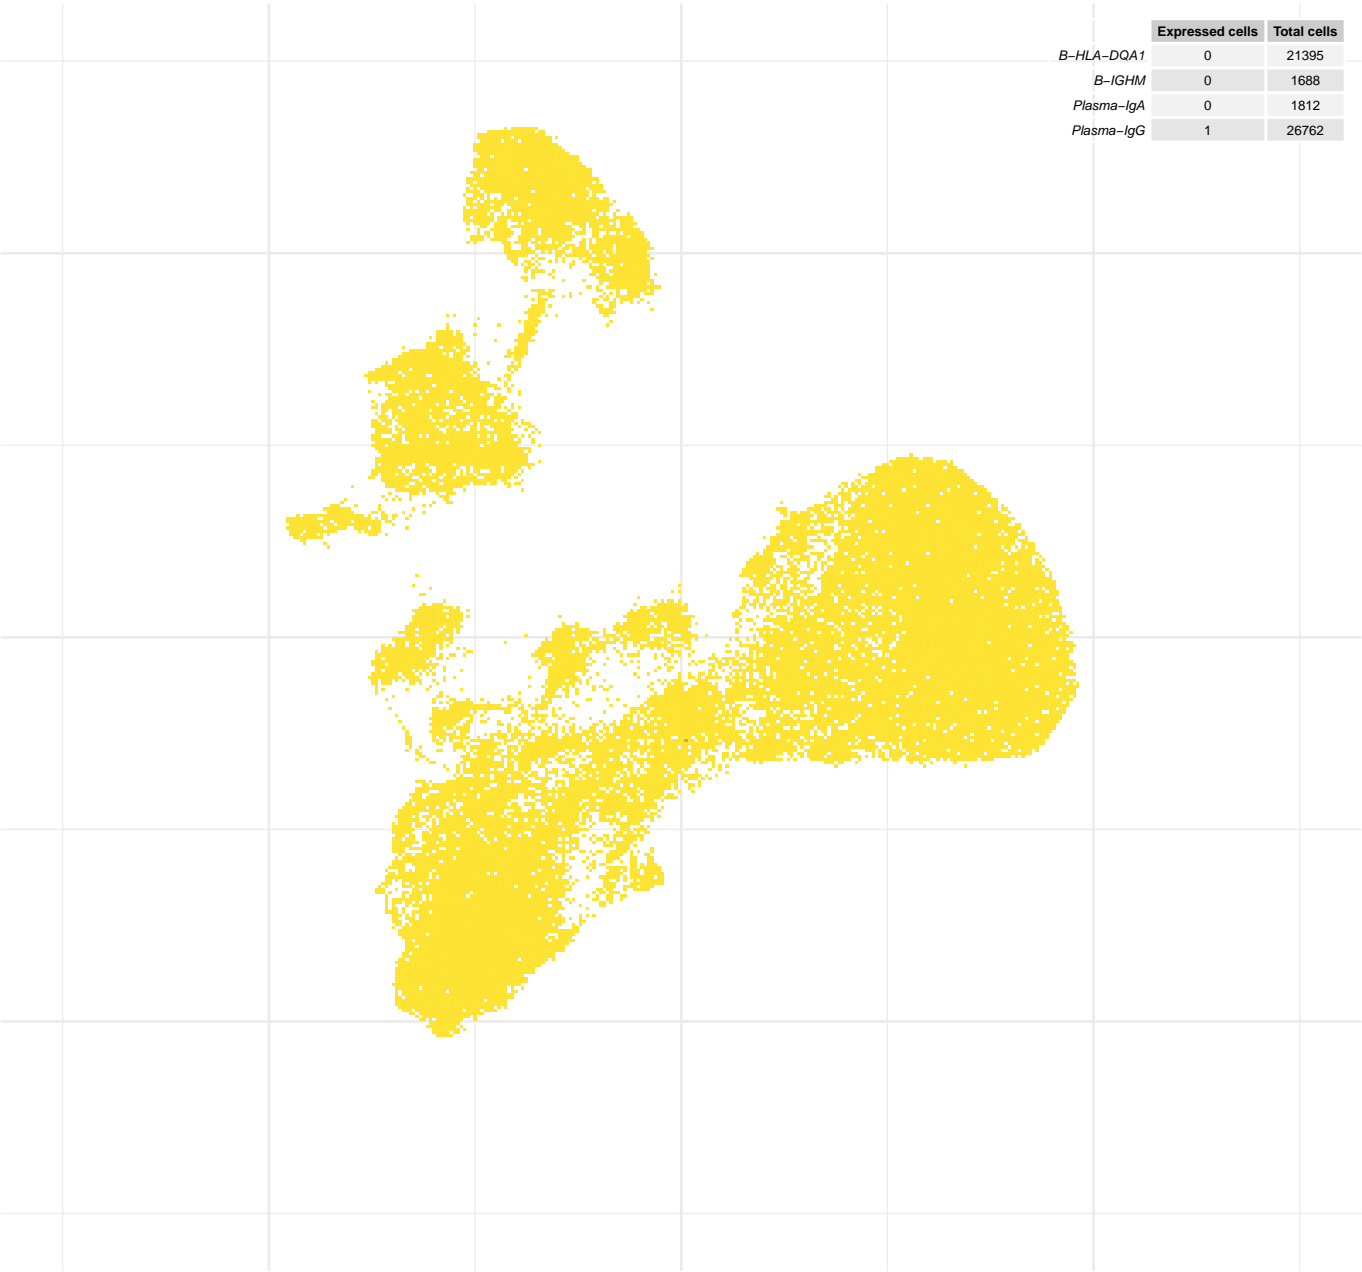 Expressed cells Total cells
B−HLA−DQA1 0 21395
B−IGHM 0 1688
Plasma−IgA 0 1812
Plasma−IgG 1 26762